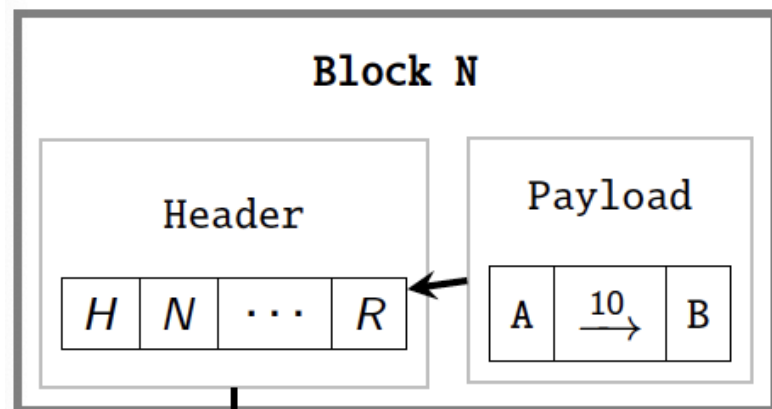 Block N
Header
H N ··· R
Payload
A 10 → B